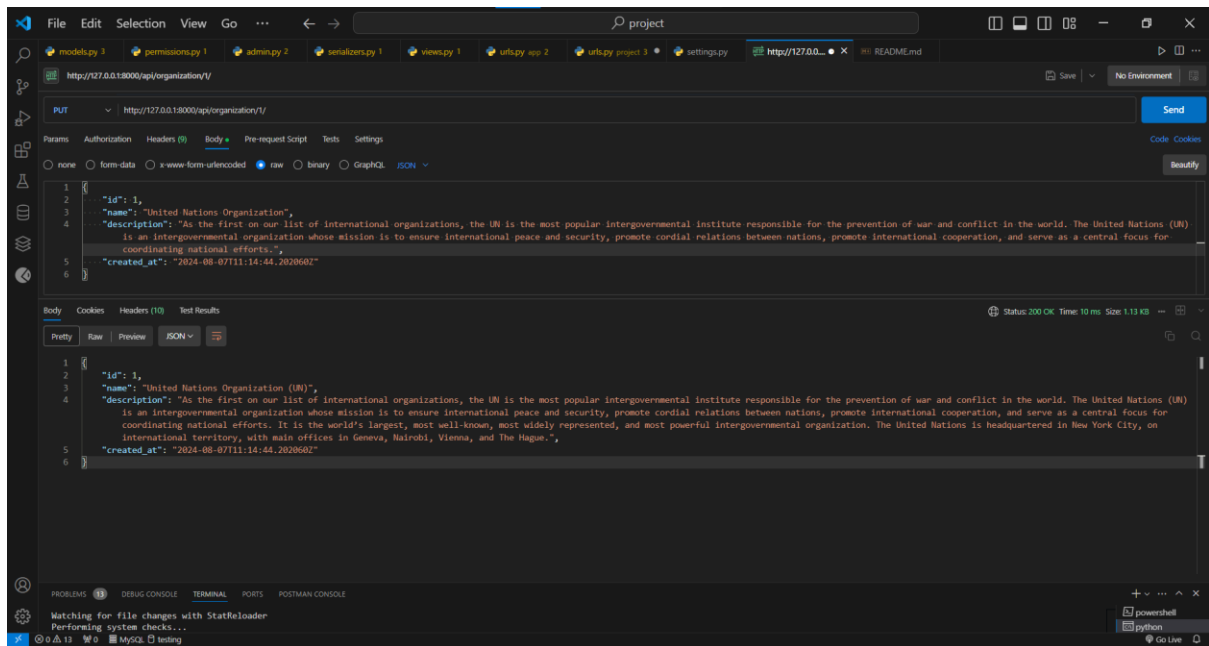 File Edit Selection View Go ··· ← → project
models.py 3 permissions.py 1 admin.py 2 serializers.py 1 views.py 1 urls.py app 2 urls.py project 3 settings.py http://127.0.0.... README.md
http://127.0.0.1:8000/api/organization/1/ Save No Environment
PUT http://127.0.0.1:8000/api/organization/1/ Send
Params Authorization Headers (9) Body Pre-request Script Tests Settings Code Cookies
none form-data x-www-form-urlencoded raw binary GraphQL JSON Beautify
1 {
2 "id": 1,
3 "name": "United Nations Organization",
4 "description": "As the first on our list of international organizations, the UN is the most popular intergovernmental institute responsible for the prevention of war and conflict in the world. The United Nations (UN)
is an intergovernmental organization whose mission is to ensure international peace and security, promote cordial relations between nations, promote international cooperation, and serve as a central focus for
coordinating national efforts.",
5 "created_at": "2024-08-07T11:14:44.202060Z"
6 }
Body Cookies Headers (10) Test Results Status: 200 OK Time: 10 ms Size: 1.13 KB ···
Pretty Raw Preview JSON
1 {
2 "id": 1,
3 "name": "United Nations Organization (UN)",
4 "description": "As the first on our list of international organizations, the UN is the most popular intergovernmental institute responsible for the prevention of war and conflict in the world. The United Nations (UN)
is an intergovernmental organization whose mission is to ensure international peace and security, promote cordial relations between nations, promote international cooperation, and serve as a central focus for
coordinating national efforts. It is the world's largest, most well-known, most widely represented, and most powerful intergovernmental organization. The United Nations is headquartered in New York City, on
international territory, with main offices in Geneva, Nairobi, Vienna, and The Hague.",
5 "created_at": "2024-08-07T11:14:44.202060Z"
6 }
PROBLEMS 13 DEBUG CONSOLE TERMINAL PORTS POSTMAN CONSOLE
Watching for file changes with StatReloader powershell
Performing system checks... python
0 13 0 MySQL testing Go Live